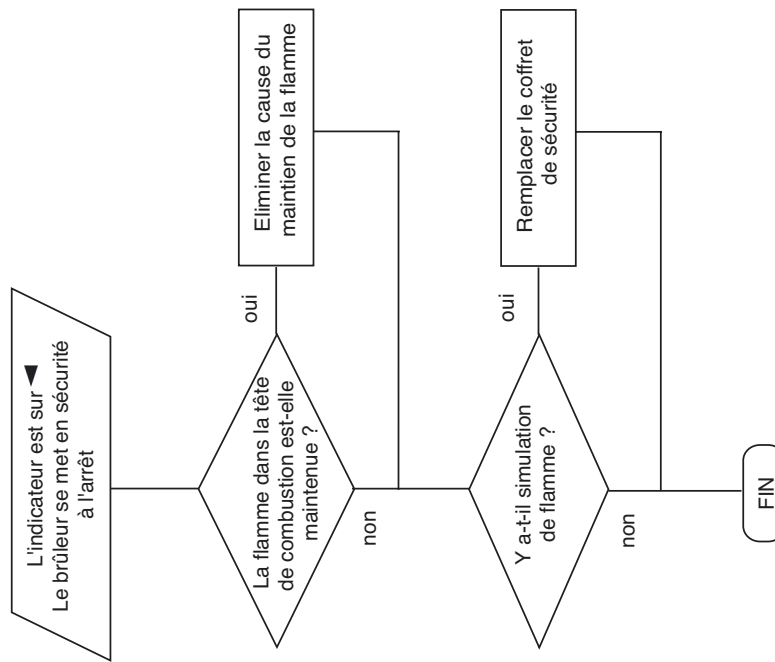 L'indicateur est sur ◄
Le brûleur se met en sécurité
à l'arrêt
La flamme dans la tête
de combustion est-elle
maintenue ?
oui
Eliminer la cause du
maintien de la flamme
non
Y a-t-il simulation
de flamme ?
oui
Remplacer le coffret
de sécurité
non
FIN